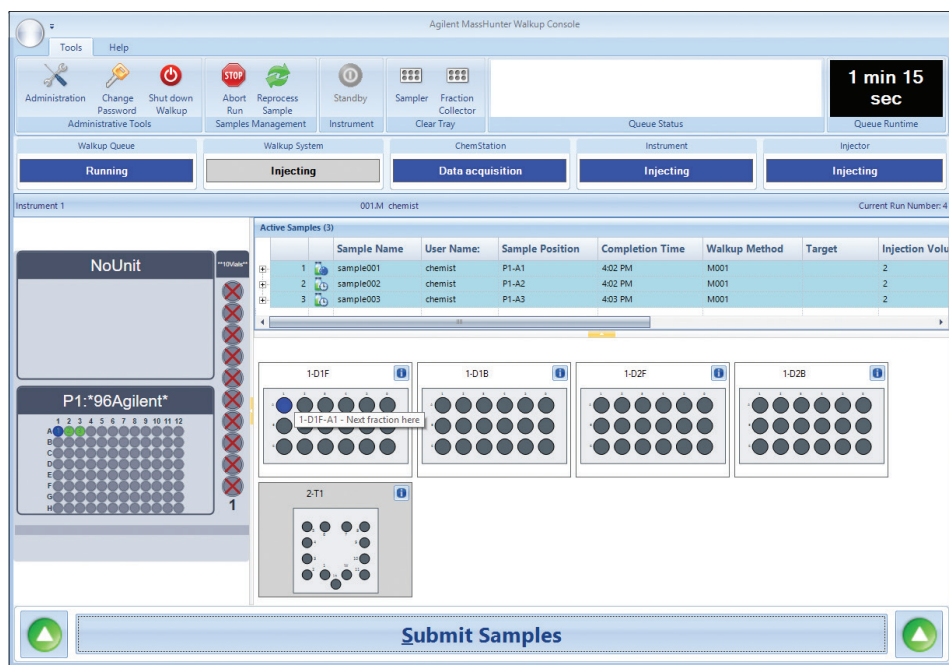 Agilent MassHunter Walkup Console
Tools Help
Administration Change Password Shut down Walkup Abort Run Reprocess Sample Standby Sampler Fraction Collector
STOP
1 min 15 sec
Administrative Tools Samples Management Instrument Clear Tray Queue Status Queue Runtime
Walkup Queue Walkup System ChemStation Instrument Injector
Running Injecting Data acquisition Injecting Injecting
Instrument 1 001.M chemist Current Run Number: 4
Active Samples (3)
Sample Name User Name: Sample Position Completion Time Walkup Method Target Injection Volu
1 sample001 chemist P1-A1 4:02 PM M001 2
2 sample002 chemist P1-A2 4:02 PM M001 2
3 sample003 chemist P1-A3 4:03 PM M001 2
NoUnit
**10Vials**
P1:*96Agilent*
1 2 3 4 5 6 7 8 9 10 11 12
A
B
C
D
E
F
G
H
1
1-D1F 1-D1B 1-D2F 1-D2B
1-D1F-A1 - Next fraction here
2-T1
Submit Samples